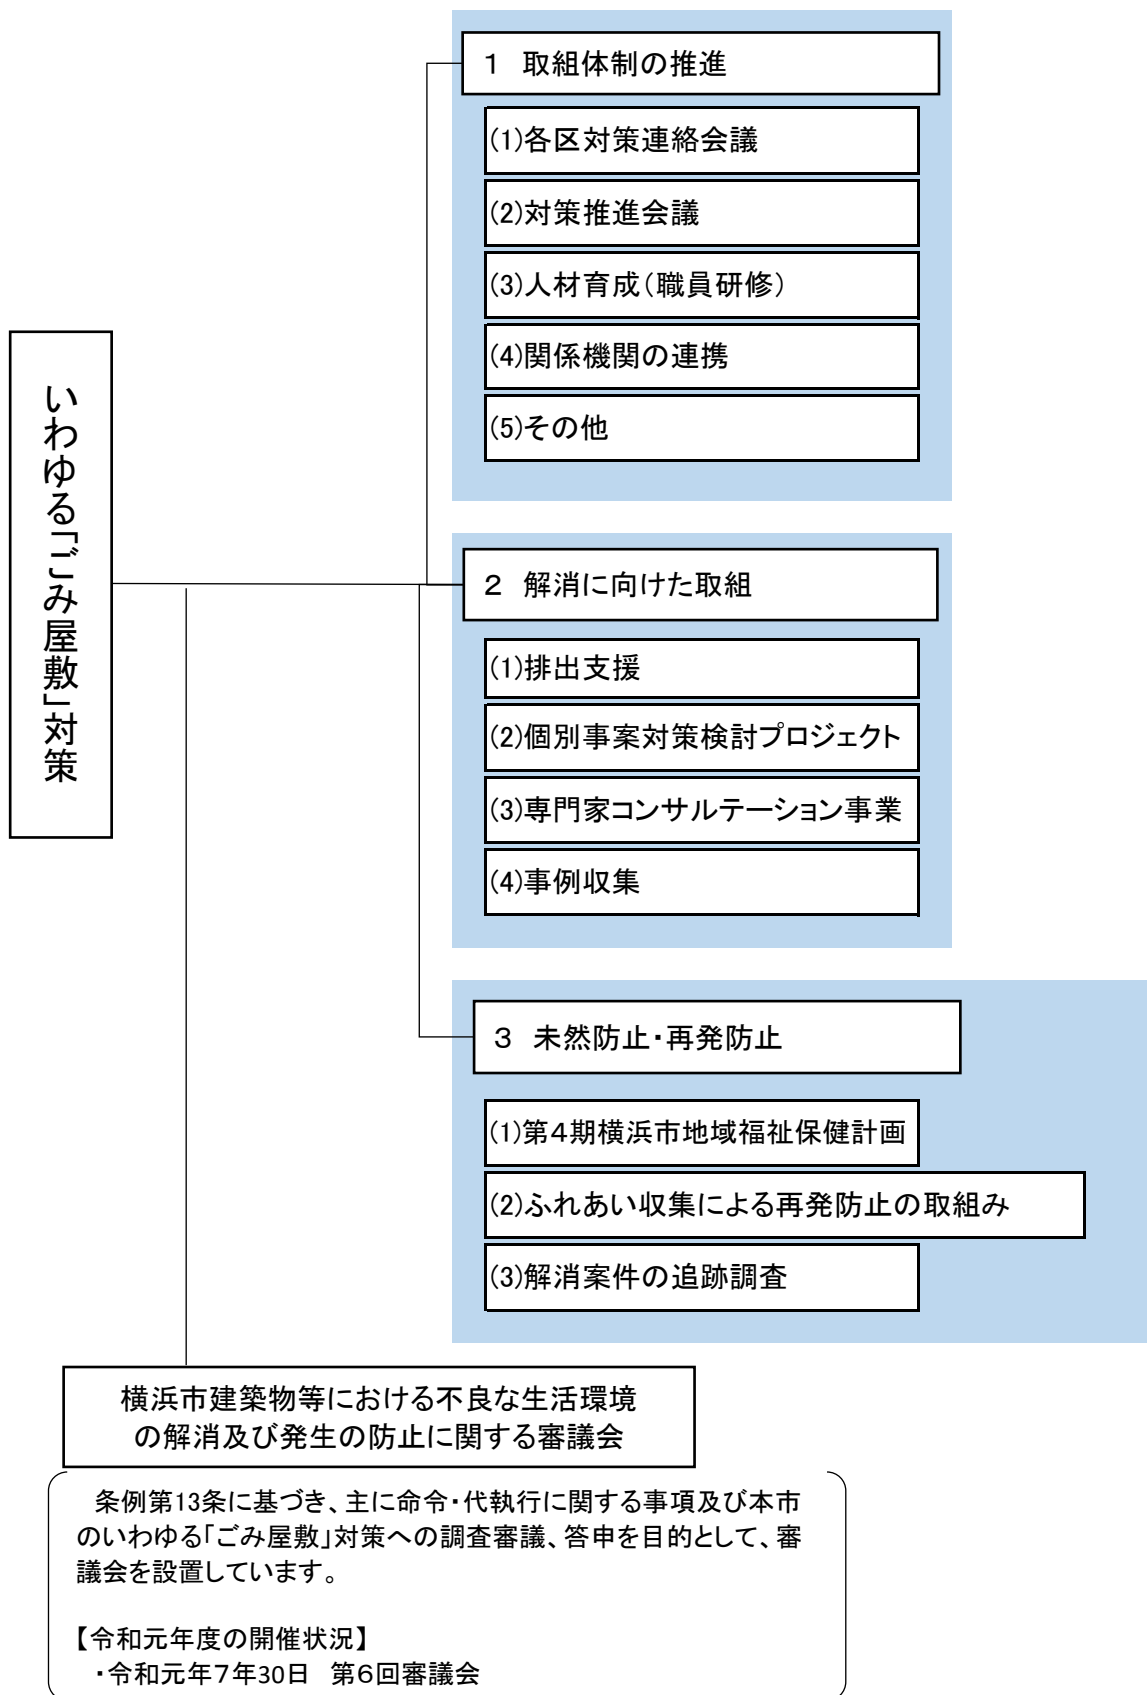 いわゆる「ごみ屋敷」対策
１　取組体制の推進
(1)各区対策連絡会議
(2)対策推進会議
(3)人材育成（職員研修）
(4)関係機関の連携
(5)その他
２　解消に向けた取組
(1)排出支援
(2)個別事案対策検討プロジェクト
(3)専門家コンサルテーション事業
(4)事例収集
３　未然防止・再発防止
(1)第４期横浜市地域福祉保健計画
(2)ふれあい収集による再発防止の取組み
(3)解消案件の追跡調査
横浜市建築物等における不良な生活環境
の解消及び発生の防止に関する審議会
　条例第13条に基づき、主に命令・代執行に関する事項及び本市
のいわゆる「ごみ屋敷」対策への調査審議、答申を目的として、審
議会を設置しています。
【令和元年度の開催状況】
・令和元年７年30日　第６回審議会